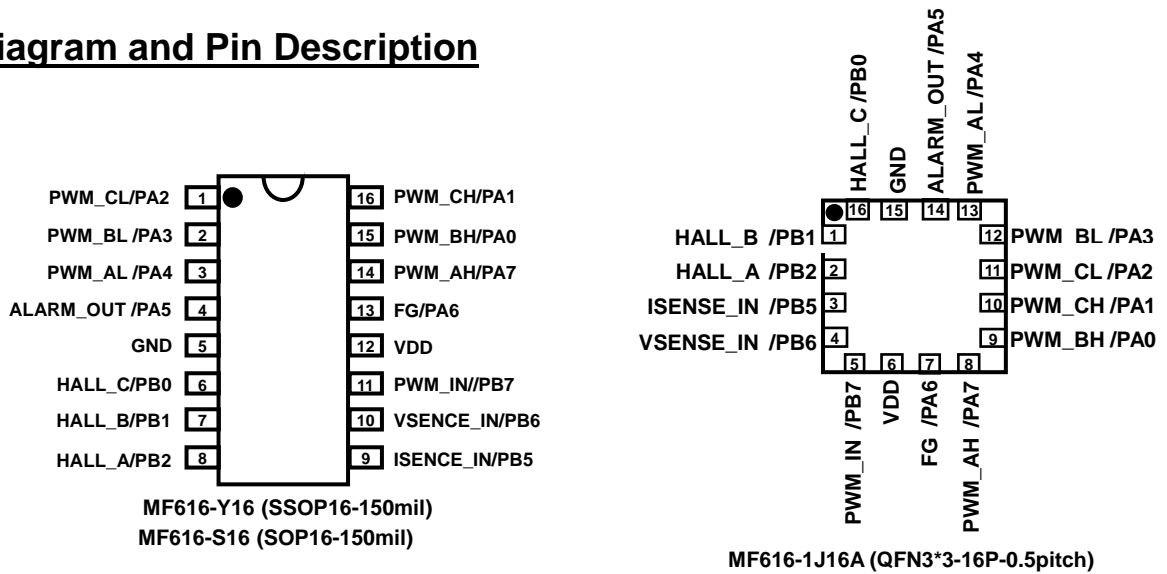 iagram and Pin Description
PWM_CL/PA2 1
PWM_BL /PA3 2
PWM_AL /PA4 3
ALARM_OUT /PA5 4
GND 5
HALL_C/PB0 6
HALL_B/PB1 7
HALL_A/PB2 8
16 PWM_CH/PA1
15 PWM_BH/PA0
14 PWM_AH/PA7
13 FG/PA6
12 VDD
11 PWM_IN//PB7
10 VSENCE_IN/PB6
9 ISENCE_IN/PB5
MF616-Y16 (SSOP16-150mil)
MF616-S16 (SOP16-150mil)
HALL_C /PB0
GND
ALARM_OUT /PA5
PWM_AL /PA4
16 15 14 13
HALL_B /PB1 1
HALL_A /PB2 2
ISENSE_IN /PB5 3
VSENSE_IN /PB6 4
12 PWM_BL /PA3
11 PWM_CL /PA2
10 PWM_CH /PA1
9 PWM_BH /PA0
5 6 7 8
PWM_IN /PB7
VDD
FG /PA6
PWM_AH /PA7
MF616-1J16A (QFN3*3-16P-0.5pitch)